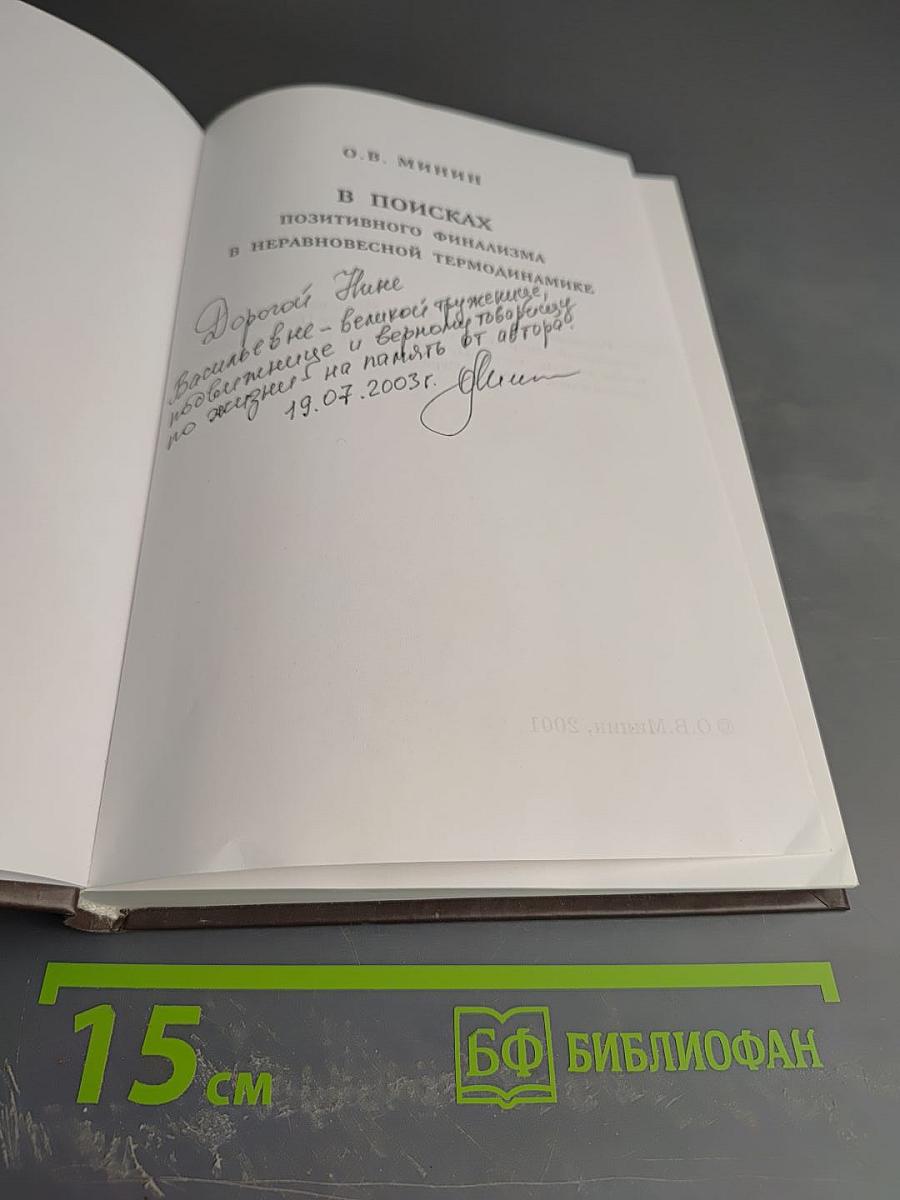 О.В. МИНИН
В ПОИСКАХ
ПОЗИТИВНОГО ФИНАЛИЗМА
В НЕРАВНОВЕСНОЙ ТЕРМОДИНАМИКЕ
Дорогой Нине
Васильевне – великой труженице,
подвижнице и верному товарищу
по жизни – на память от автора.
19.07.2003г.
© О.В.Минин, 2001
15 см
БФ БИБЛИОФАН